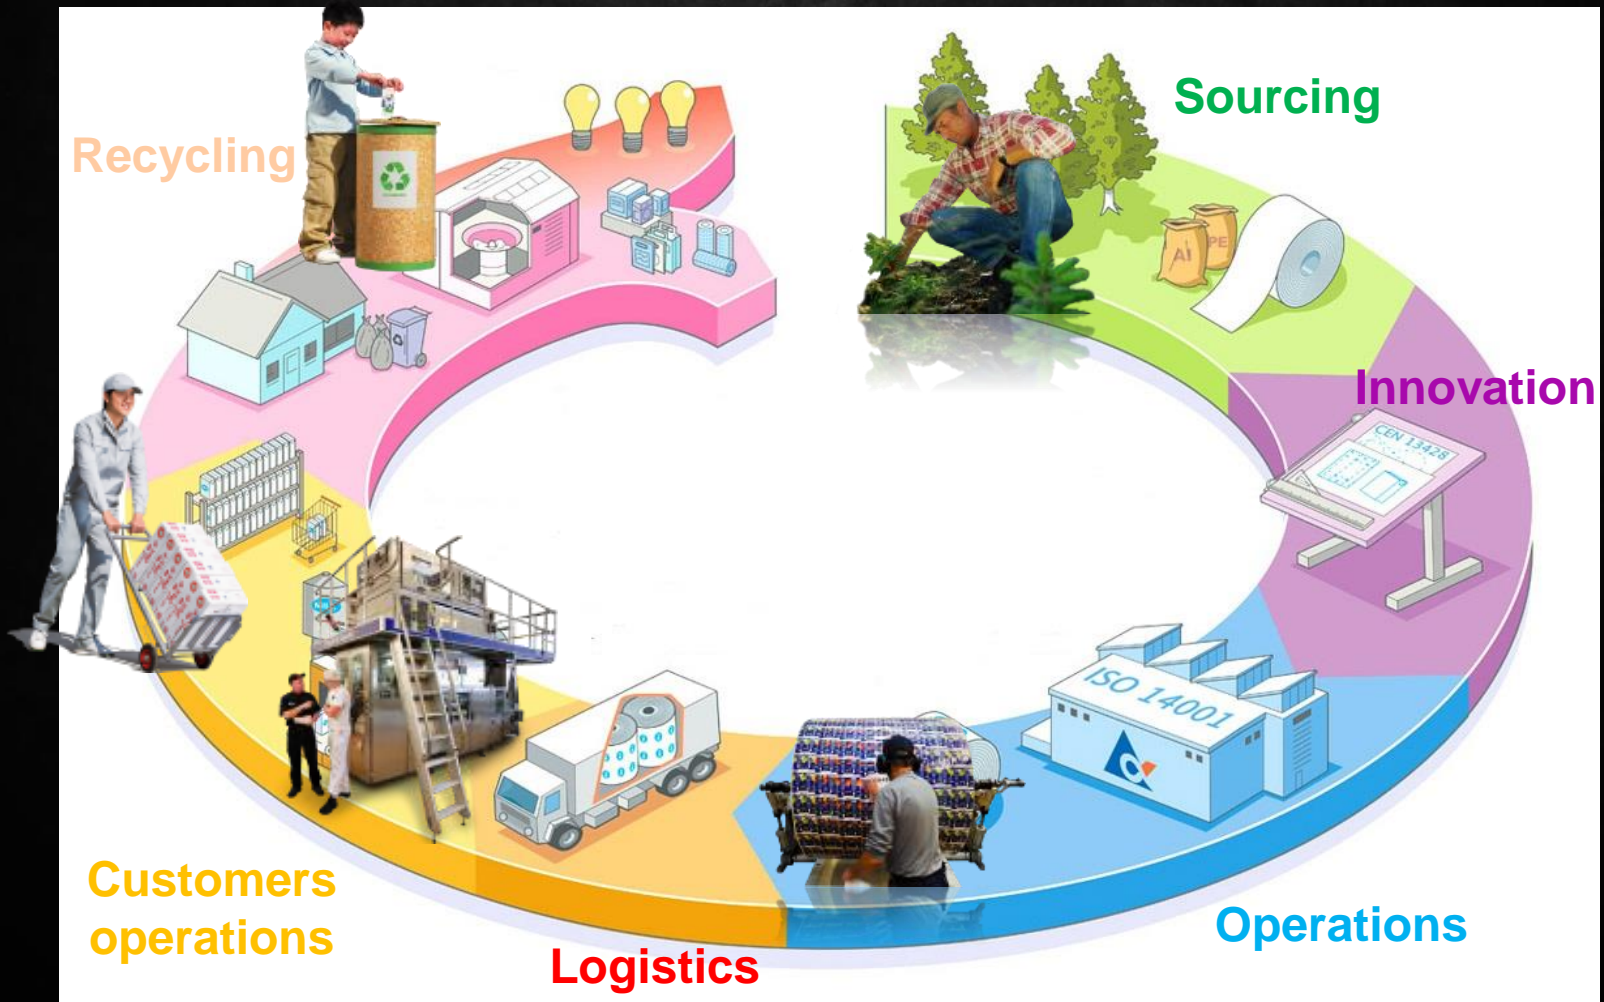 Sourcing
Recycling
Al
PE
Innovation
CEN 13428
ISO 14001
Customers
operations
Operations
Logistics